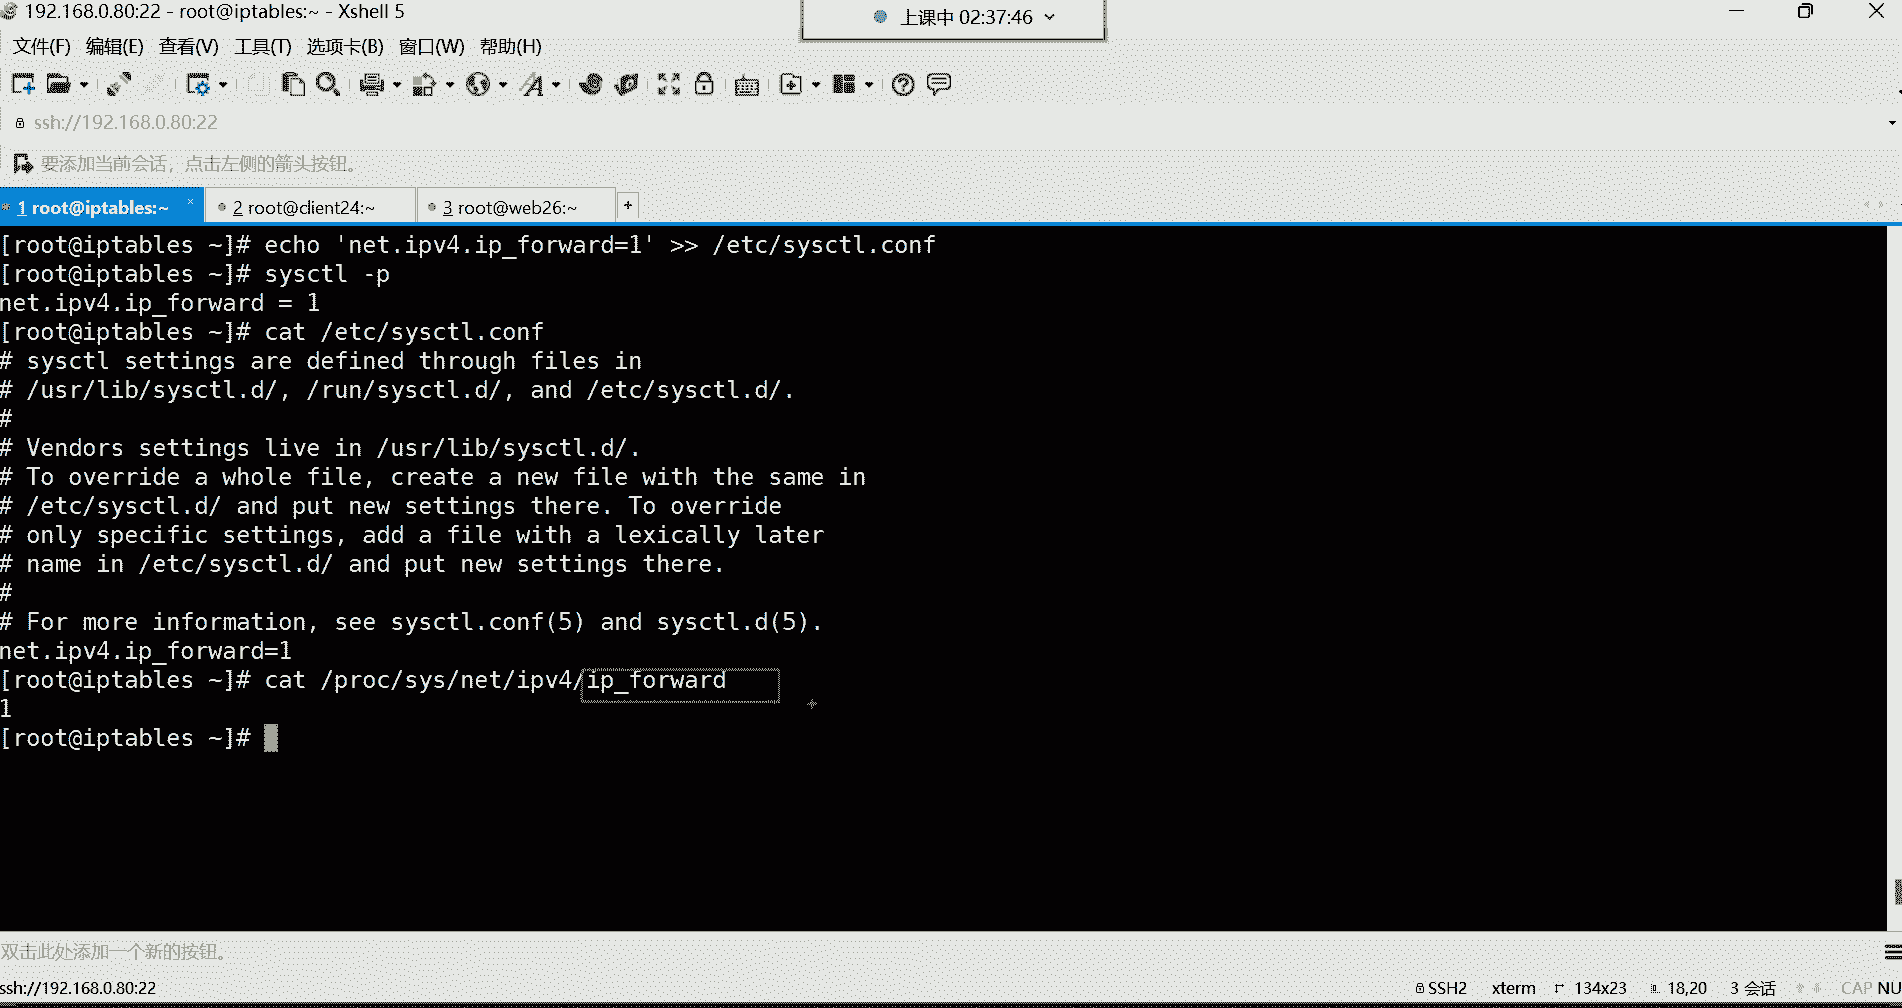 192.168.0.80:22 - root@iptables:~ - Xshell 5
上课中 02:37:46
文件(F) 编辑(E) 查看(V) 工具(T) 选项卡(B) 窗口(W) 帮助(H)
ssh://192.168.0.80:22
要添加当前会话，点击左侧的箭头按钮。
1 root@iptables:~ × 2 root@client24:~ 3 root@web26:~ +
[root@iptables ~]# echo 'net.ipv4.ip_forward=1' >> /etc/sysctl.conf
[root@iptables ~]# sysctl -p
net.ipv4.ip_forward = 1
[root@iptables ~]# cat /etc/sysctl.conf
# sysctl settings are defined through files in
# /usr/lib/sysctl.d/, /run/sysctl.d/, and /etc/sysctl.d/.
#
# Vendors settings live in /usr/lib/sysctl.d/.
# To override a whole file, create a new file with the same in
# /etc/sysctl.d/ and put new settings there. To override
# only specific settings, add a file with a lexically later
# name in /etc/sysctl.d/ and put new settings there.
#
# For more information, see sysctl.conf(5) and sysctl.d(5).
net.ipv4.ip_forward=1
[root@iptables ~]# cat /proc/sys/net/ipv4/ip_forward
1
[root@iptables ~]#
双击此处添加一个新的按钮。
ssh://192.168.0.80:22 SSH2 xterm 134x23 18,20 3 会话 CAP NU